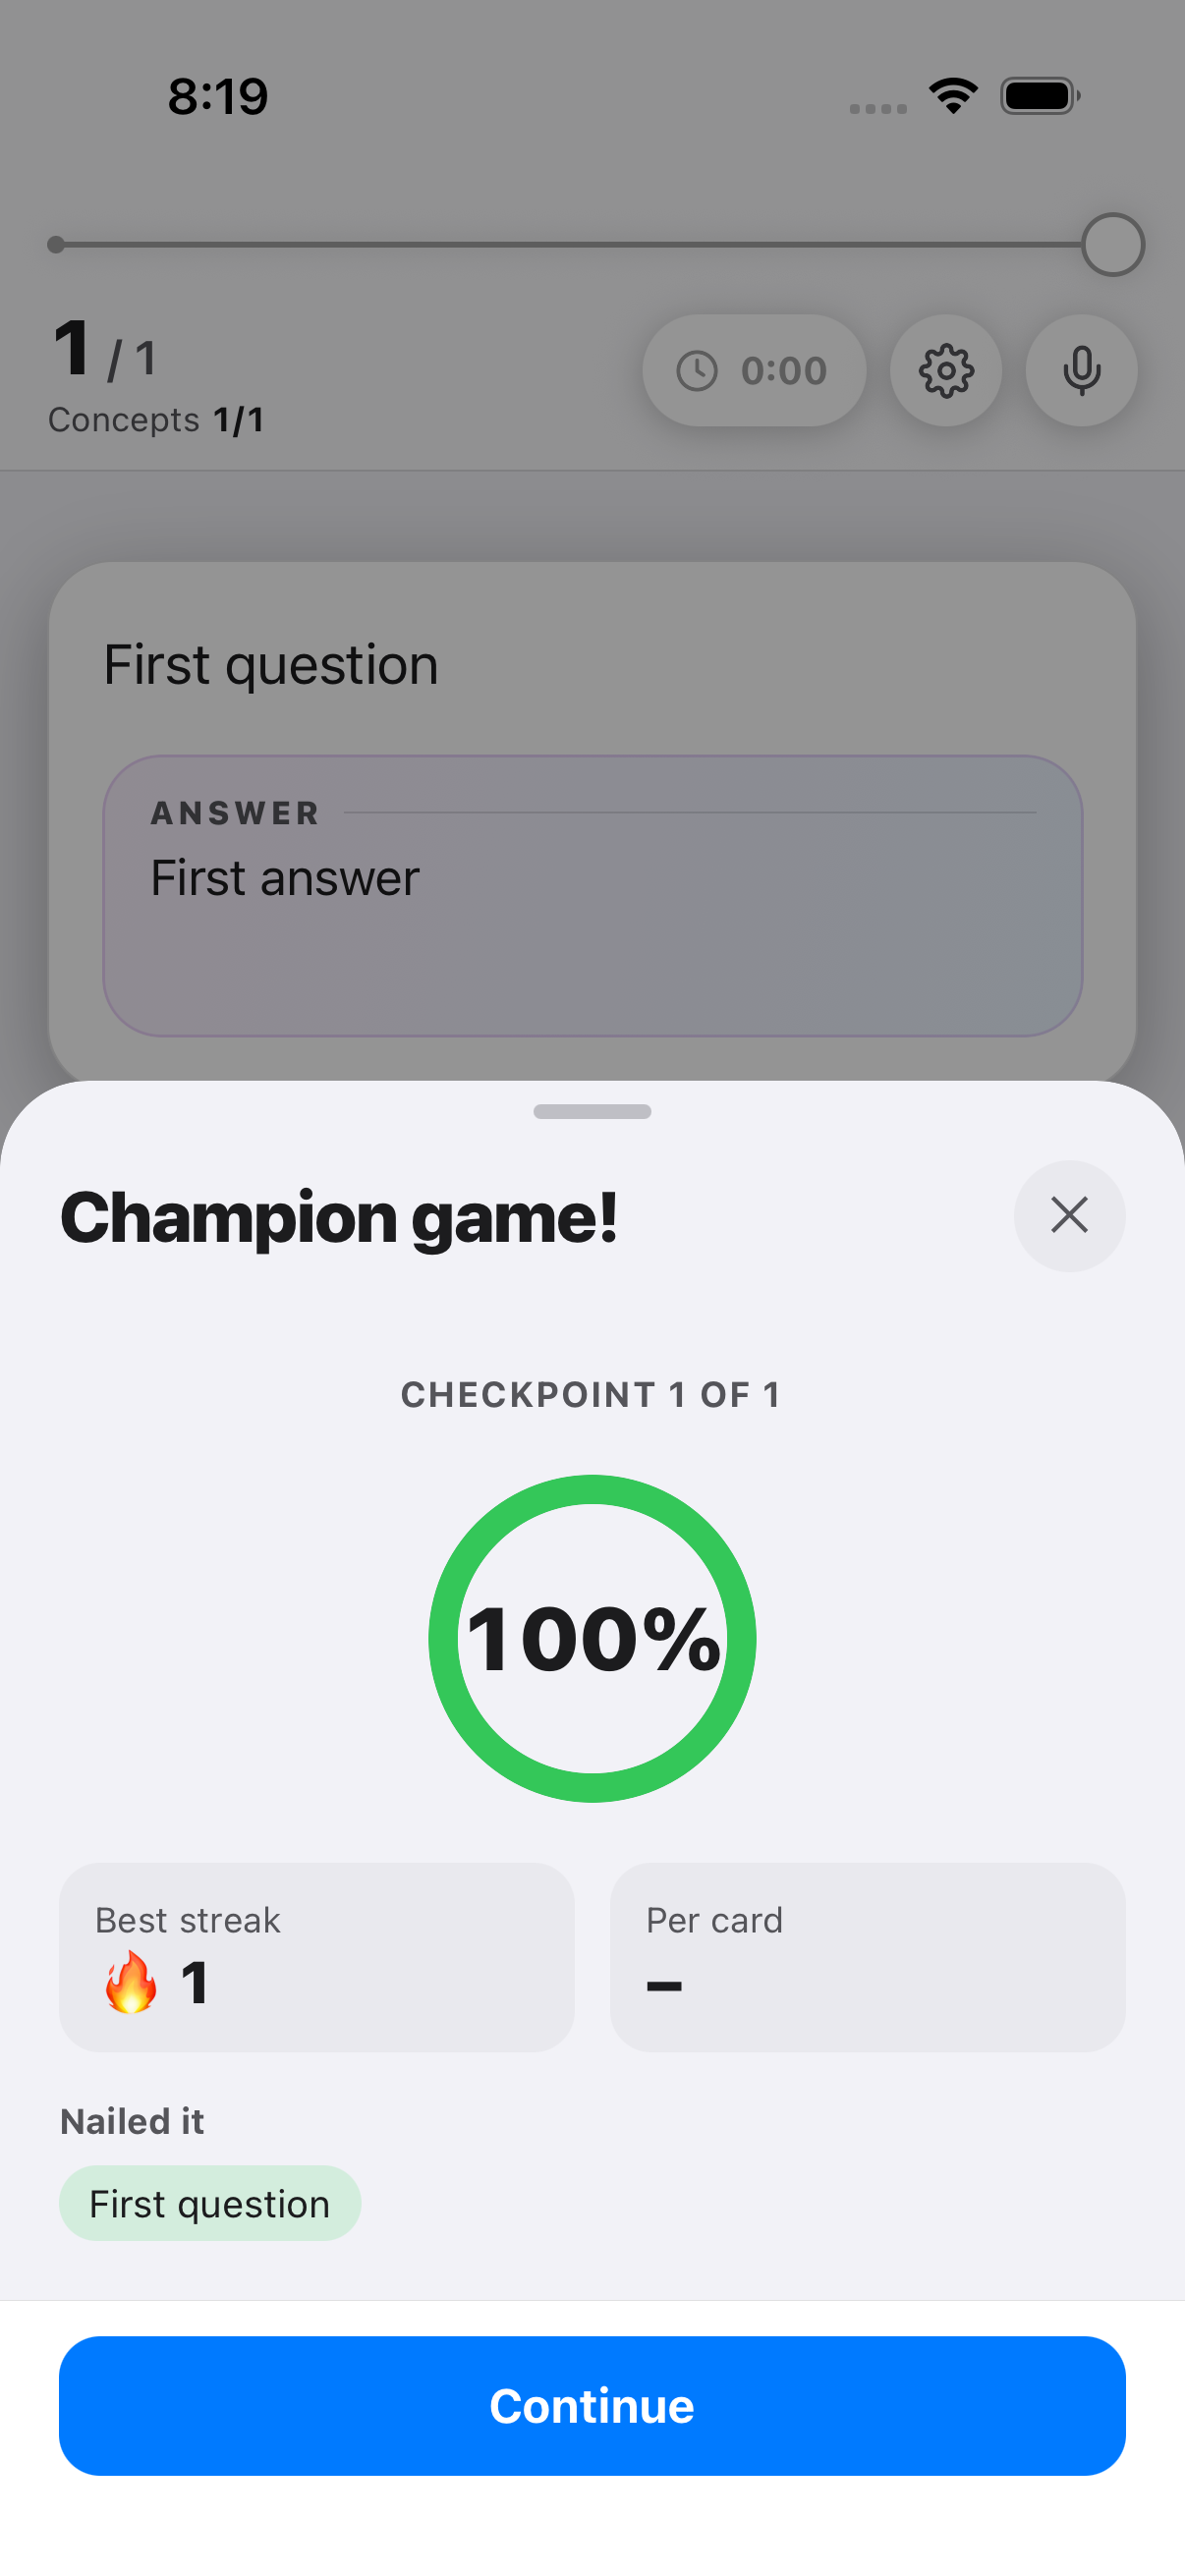 8:19
1 / 1
Concepts 1/1
0:00
First question
ANSWER
First answer
Champion game!
CHECKPOINT 1 OF 1
100%
Best streak
🔥 1
Per card
–
Nailed it
First question
Continue